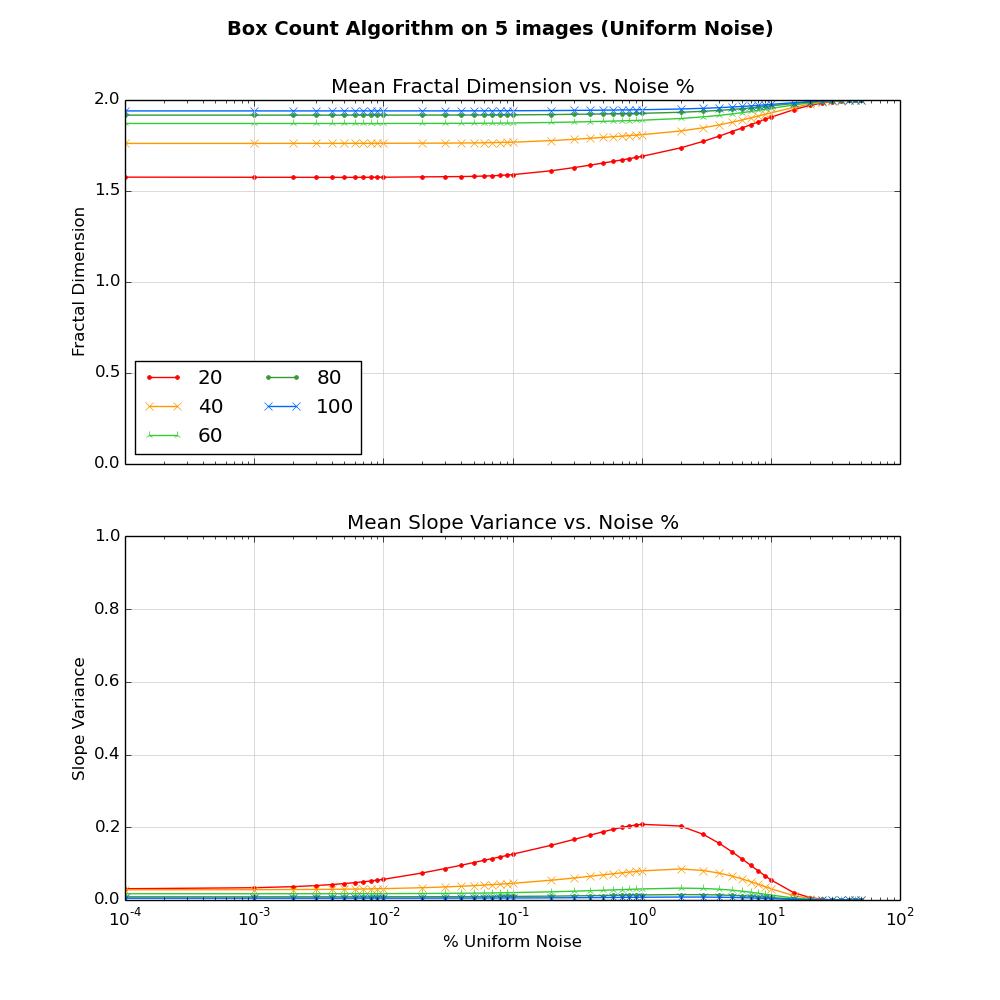 Box Count Algorithm on 5 images (Uniform Noise)
Mean Fractal Dimension vs. Noise %
2.0
1.5
1.0
0.5
0.0
Fractal Dimension
20 80
40 100
60
Mean Slope Variance vs. Noise %
1.0
0.8
0.6
0.4
0.2
0.0
Slope Variance
10^-4 10^-3 10^-2 10^-1 10^0 10^1 10^2
% Uniform Noise